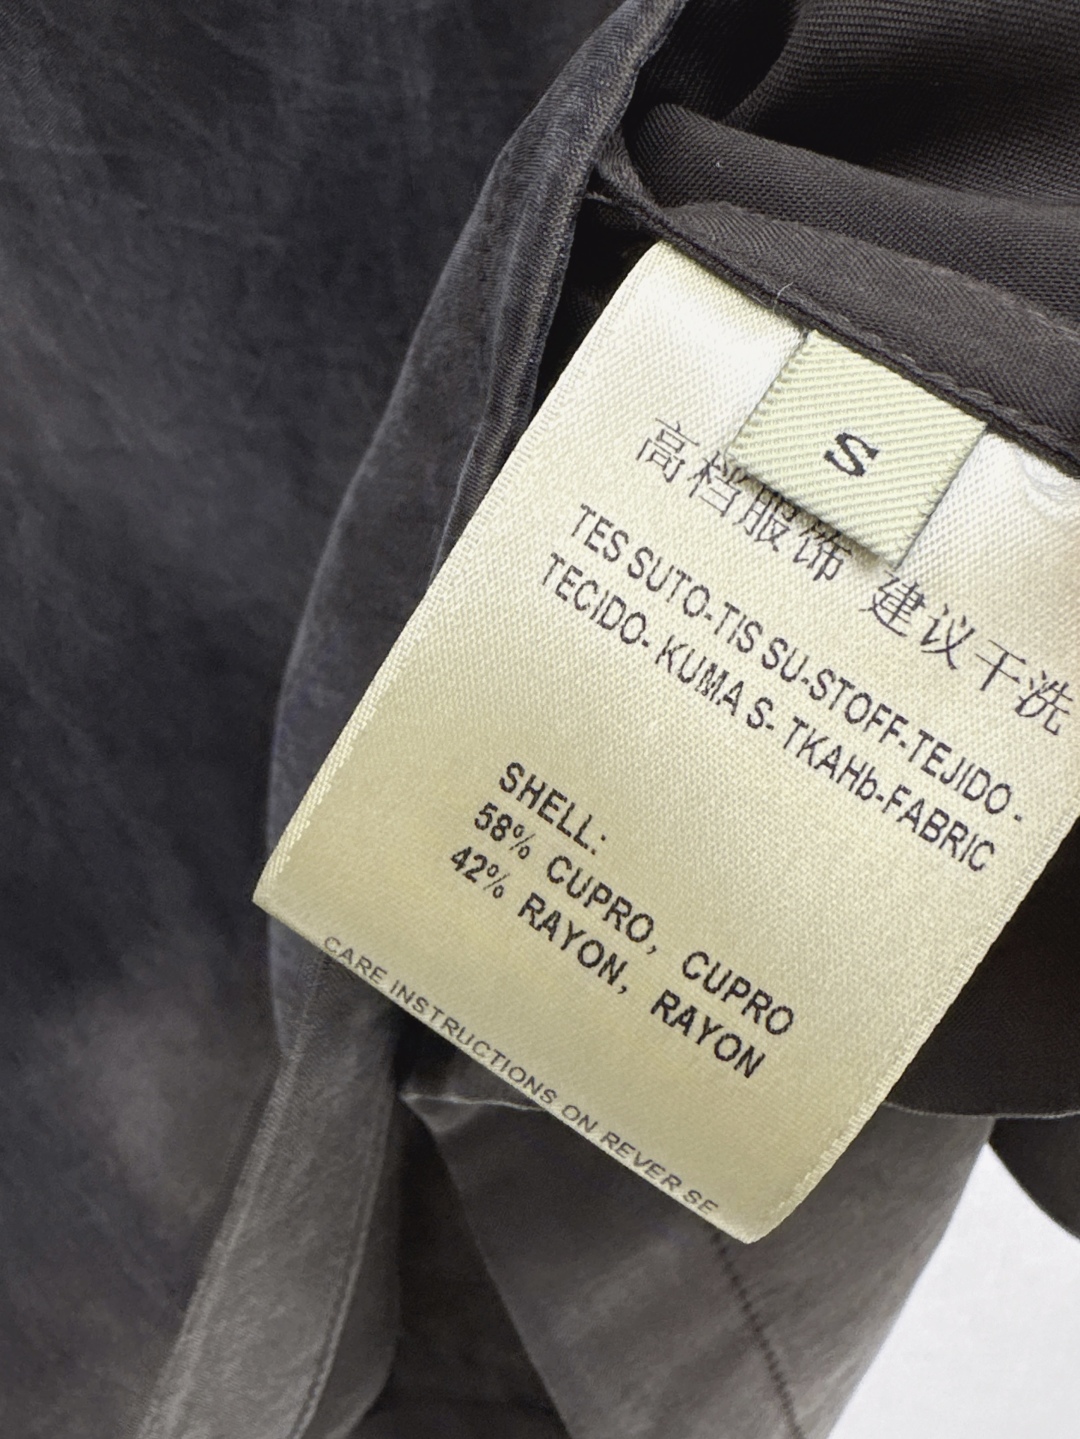 S
高档服饰 建议干洗
TES SUTO-TIS SU-STOFF-TEJIDO-
TECIDO- KUMA S- TKAHb-FABRIC
SHELL:
58% CUPRO, CUPRO
42% RAYON, RAYON
CARE INSTRUCTIONS ON REVER SE